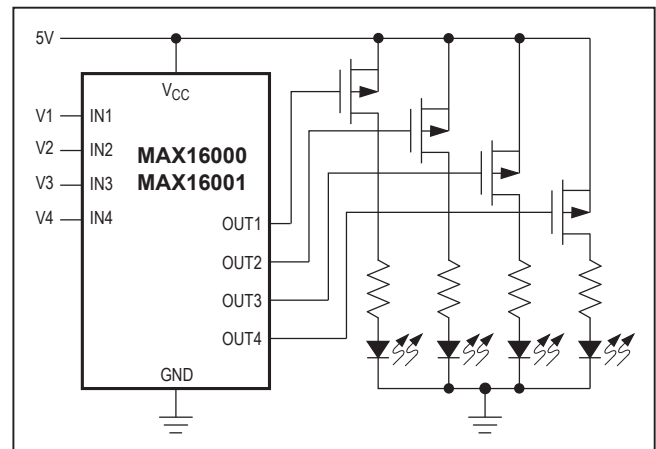 5V
VCC
V1 IN1
V2 IN2
V3 IN3
V4 IN4
MAX16000
MAX16001
OUT1
OUT2
OUT3
OUT4
GND